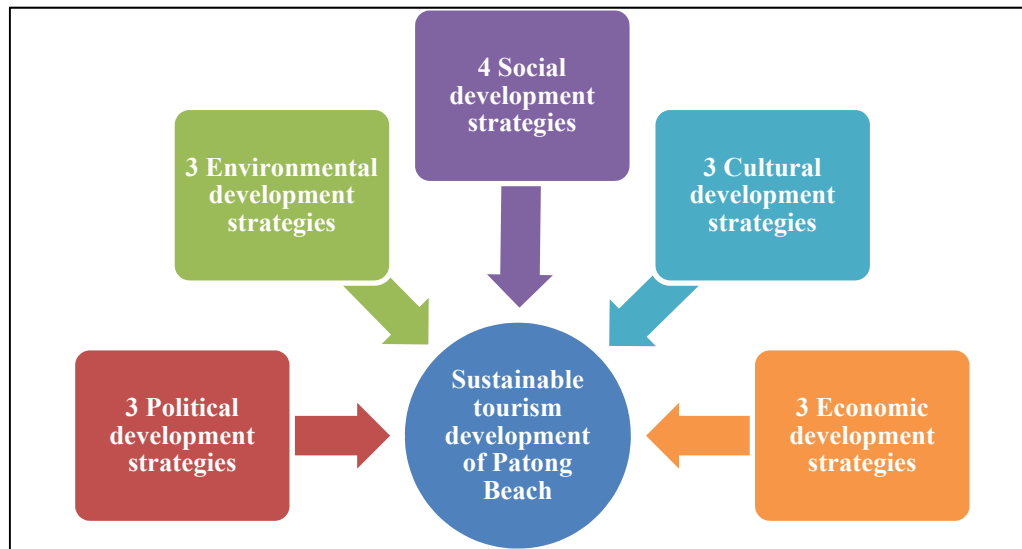 4 Social
development
strategies
3 Environmental
development
strategies
3 Cultural
development
strategies
3 Political
development
strategies
Sustainable
tourism
development
of Patong
Beach
3 Economic
development
strategies